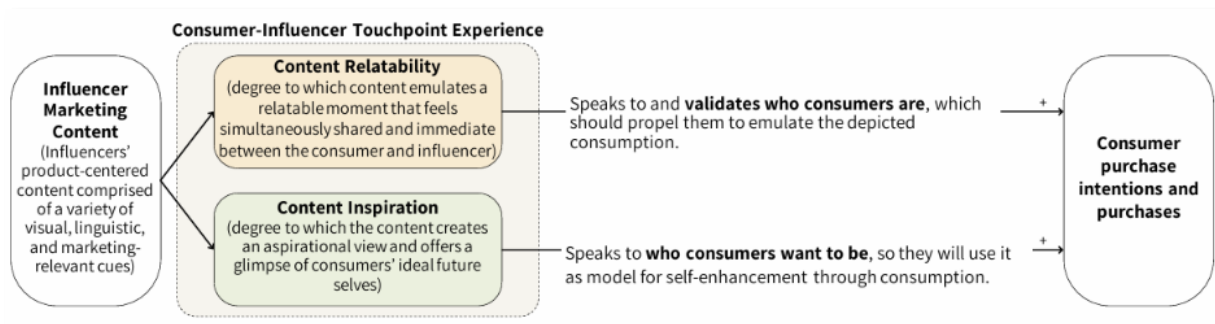 Consumer-Influencer Touchpoint Experience
Influencer
Marketing
Content
(Influencers’
product-centered
content comprised
of a variety of
visual, linguistic,
and marketing-
relevant cues)
Content Relatability
(degree to which content emulates a
relatable moment that feels
simultaneously shared and immediate
between the consumer and influencer)
Content Inspiration
(degree to which the content creates
an aspirational view and offers a
glimpse of consumers’ ideal future
selves)
Speaks to and validates who consumers are, which
should propel them to emulate the depicted
consumption.
+
Speaks to who consumers want to be, so they will use it
as model for self-enhancement through consumption.
+
Consumer
purchase
intentions and
purchases